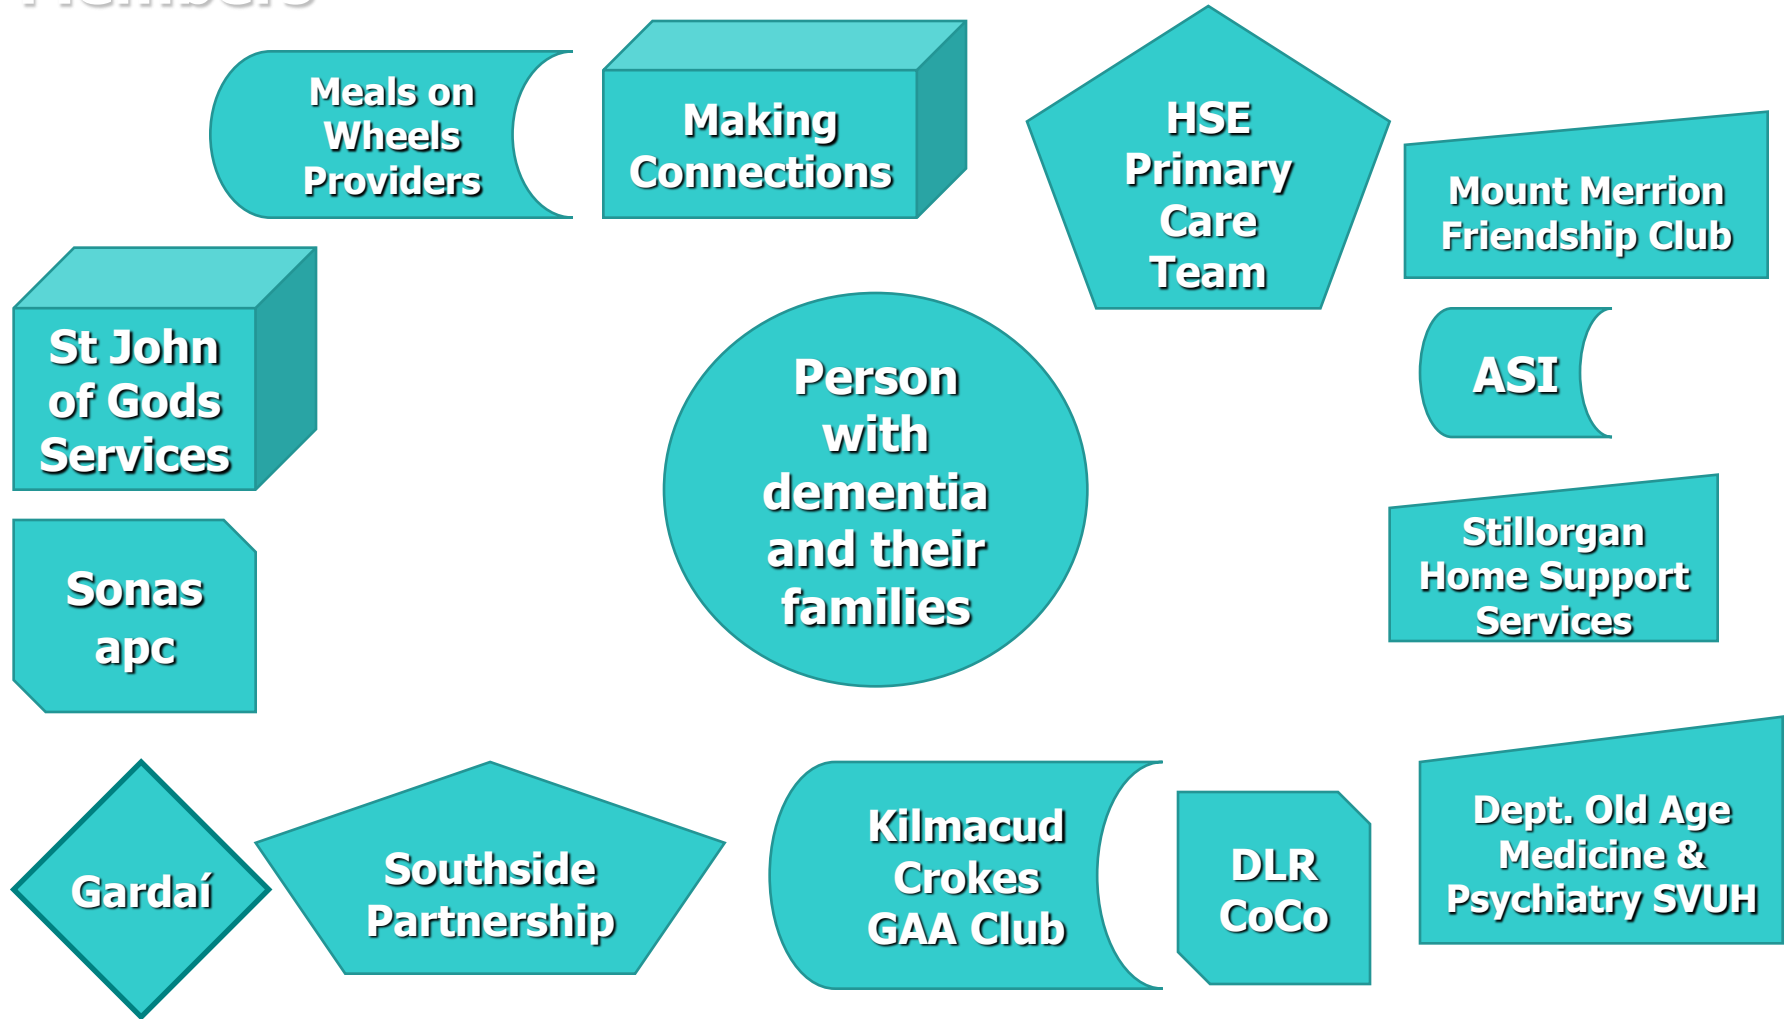 Members
Meals on
Wheels
Providers
Making
Connections
HSE
Primary
Care
Team
Mount Merrion
Friendship Club
St John
of Gods
Services
Person
with
dementia
and their
families
ASI
Stillorgan
Home Support
Services
Sonas
apc
Gardaí
Southside
Partnership
Kilmacud
Crokes
GAA Club
DLR
CoCo
Dept. Old Age
Medicine &
Psychiatry SVUH